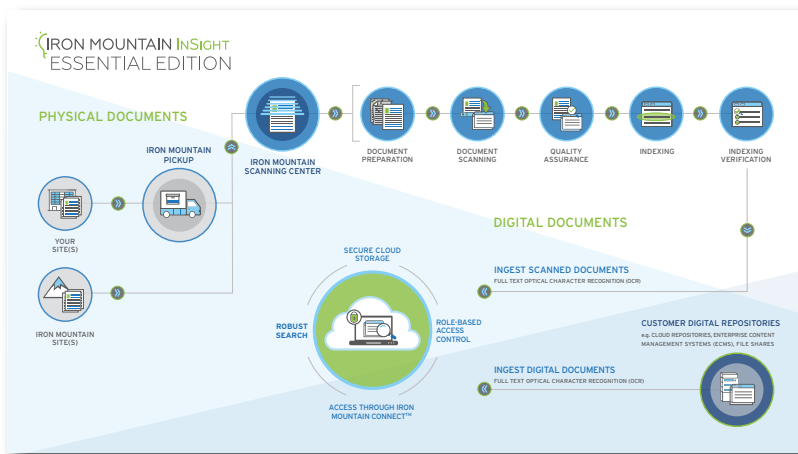 IRON MOUNTAIN INSIGHT
ESSENTIAL EDITION
PHYSICAL DOCUMENTS
IRON MOUNTAIN
PICKUP
IRON MOUNTAIN
SCANNING CENTER
DOCUMENT
PREPARATION
DOCUMENT
SCANNING
QUALITY
ASSURANCE
INDEXING
INDEXING
VERIFICATION
YOUR
SITE(S)
IRON MOUNTAIN
SITE(S)
DIGITAL DOCUMENTS
SECURE CLOUD
STORAGE
ROBUST
SEARCH
ROLE-BASED
ACCESS
CONTROL
ACCESS THROUGH IRON
MOUNTAIN CONNECT™
INGEST SCANNED DOCUMENTS
FULL TEXT OPTICAL CHARACTER RECOGNITION (OCR)
CUSTOMER DIGITAL REPOSITORIES
e.g. CLOUD REPOSITORIES, ENTERPRISE CONTENT
MANAGEMENT SYSTEMS (ECMS), FILE SHARES
INGEST DIGITAL DOCUMENTS
FULL TEXT OPTICAL CHARACTER RECOGNITION (OCR)